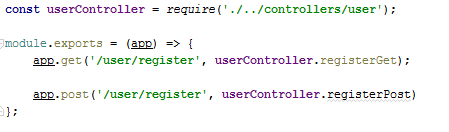 const userController = require('./../controllers/user');
module.exports = (app) => {
app.get('/user/register', userController.registerGet);
app.post('/user/register', userController.registerPost)
};